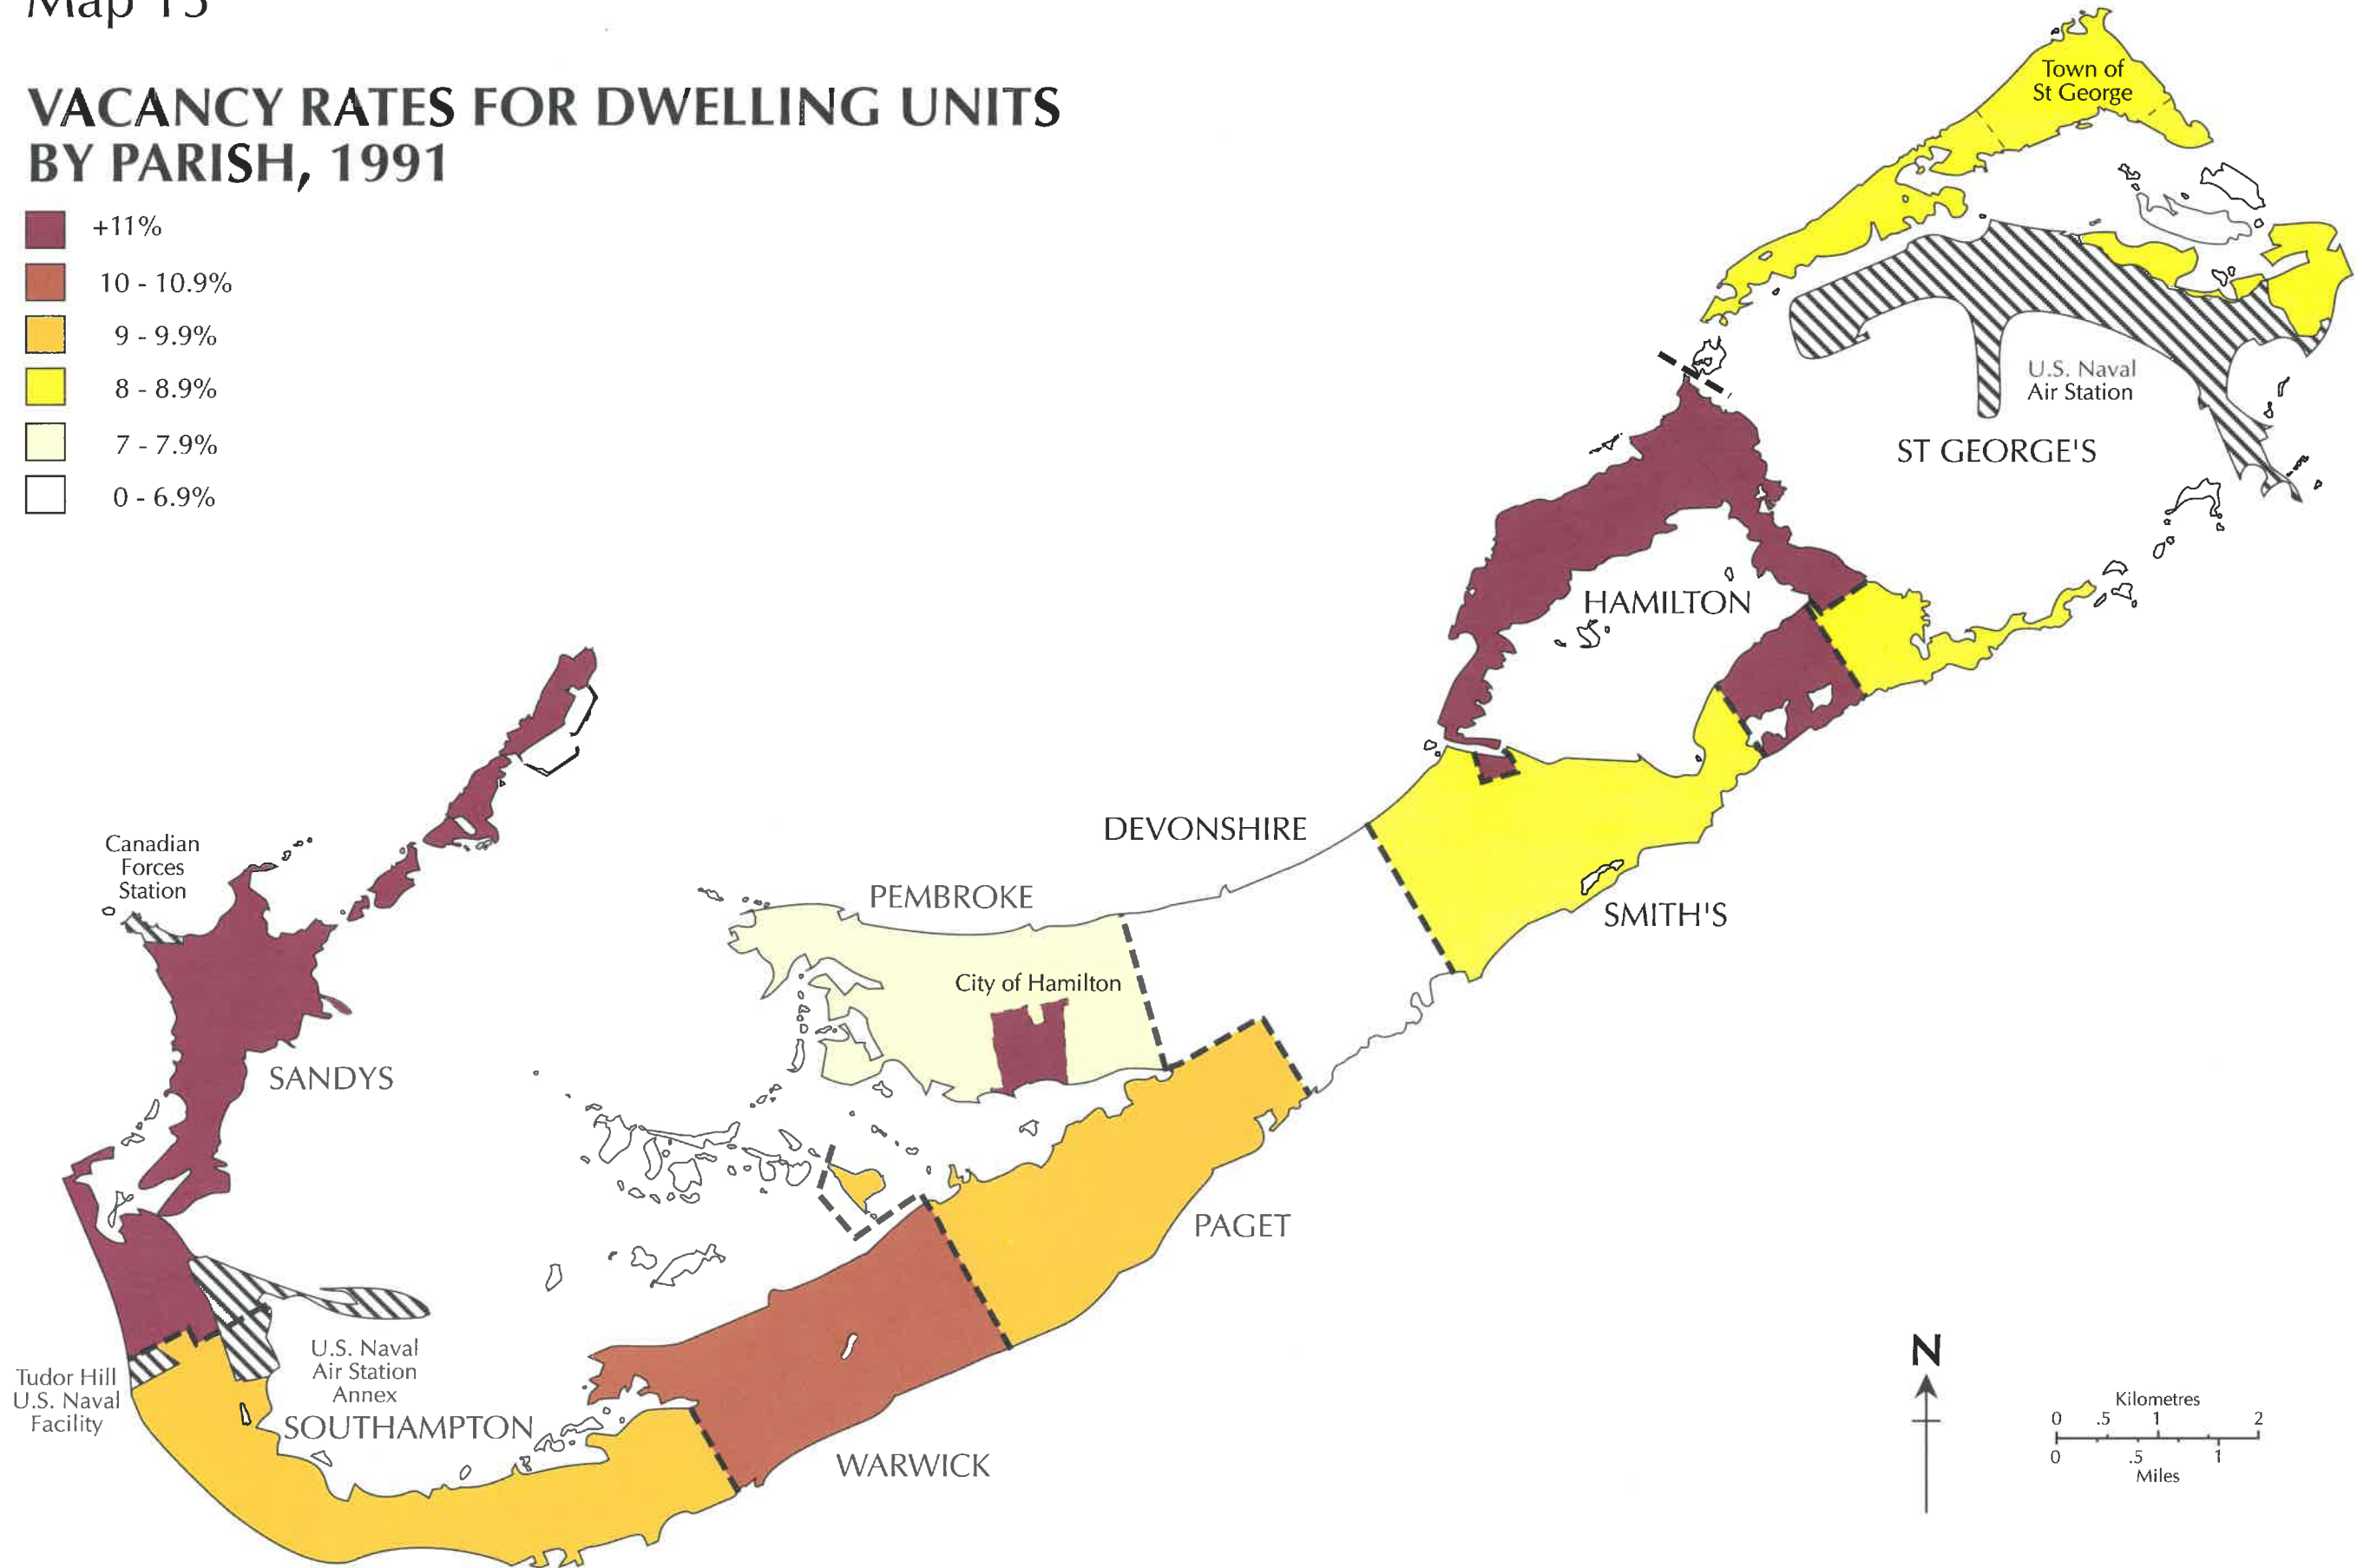 Map 15
VACANCY RATES FOR DWELLING UNITS
BY PARISH, 1991
+11%
10 - 10.9%
9 - 9.9%
8 - 8.9%
7 - 7.9%
0 - 6.9%
Town of
St George
U.S. Naval
Air Station
ST GEORGE'S
HAMILTON
DEVONSHIRE
SMITH'S
PEMBROKE
City of Hamilton
Canadian
Forces
Station
SANDYS
PAGET
U.S. Naval
Air Station
Annex
Tudor Hill
U.S. Naval
Facility
SOUTHAMPTON
WARWICK
N
Kilometres
0 .5 1 2
0 .5 1
Miles